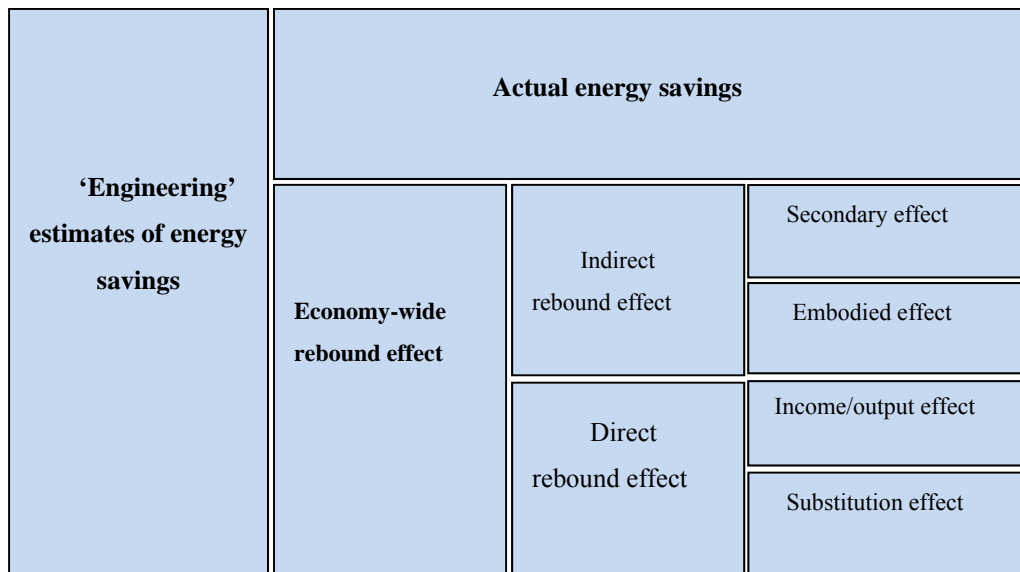 ‘Engineering’
estimates of energy
savings
Actual energy savings
Economy-wide
rebound effect
Indirect
rebound effect
Direct
rebound effect
Secondary effect
Embodied effect
Income/output effect
Substitution effect